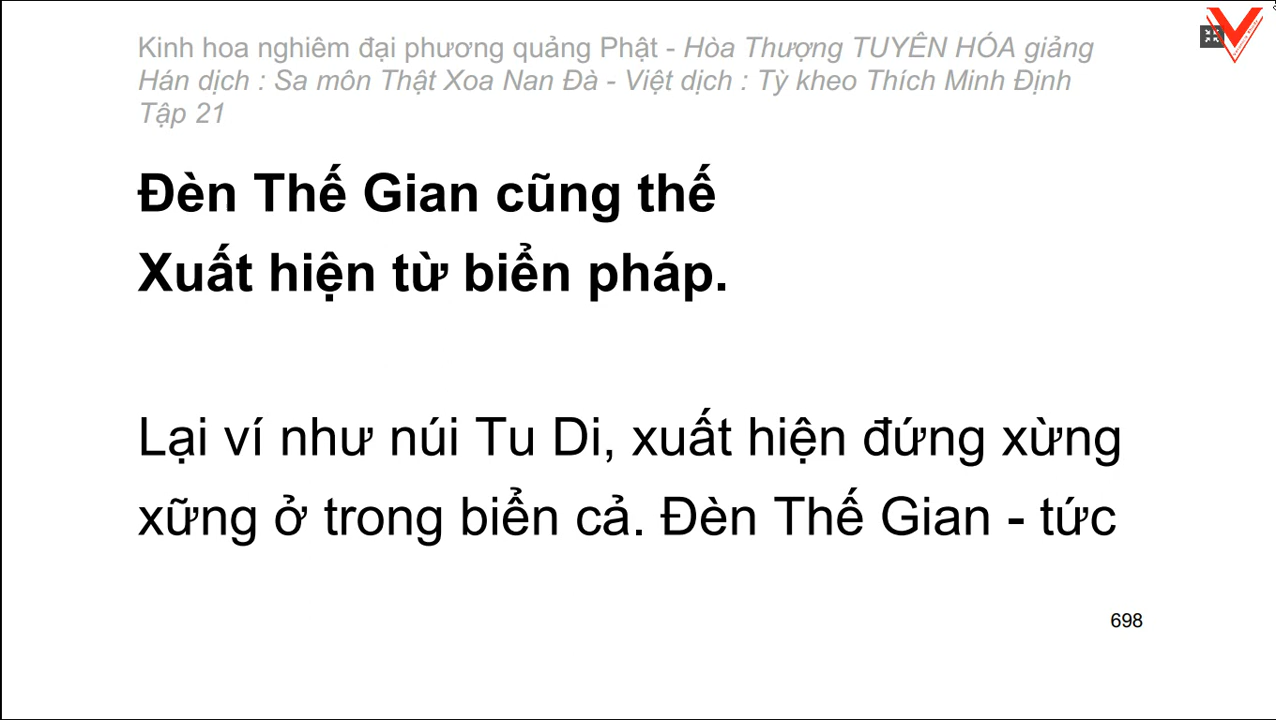 Kinh hoa nghiêm đại phương quảng Phật - Hòa Thượng TUYÊN HÓA giảng
Hán dịch : Sa môn Thật Xoa Nan Đà - Việt dịch : Tỳ kheo Thích Minh Định
Tập 21
Đèn Thế Gian cũng thế
Xuất hiện từ biển pháp.
Lại ví như núi Tu Di, xuất hiện đứng xừng
xững ở trong biển cả. Đèn Thế Gian - tức
698